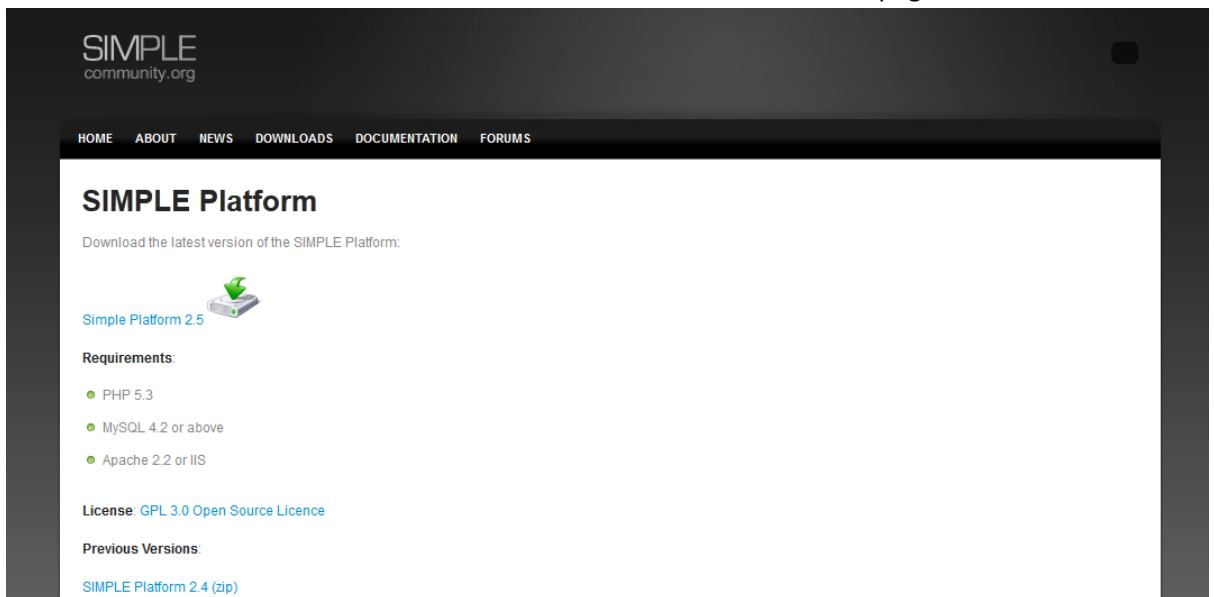 SIMPLE
community.org
HOME ABOUT NEWS DOWNLOADS DOCUMENTATION FORUMS
SIMPLE Platform
Download the latest version of the SIMPLE Platform:
Simple Platform 2.5
Requirements:
PHP 5.3
MySQL 4.2 or above
Apache 2.2 or IIS
License: GPL 3.0 Open Source Licence
Previous Versions:
SIMPLE Platform 2.4 (zip)